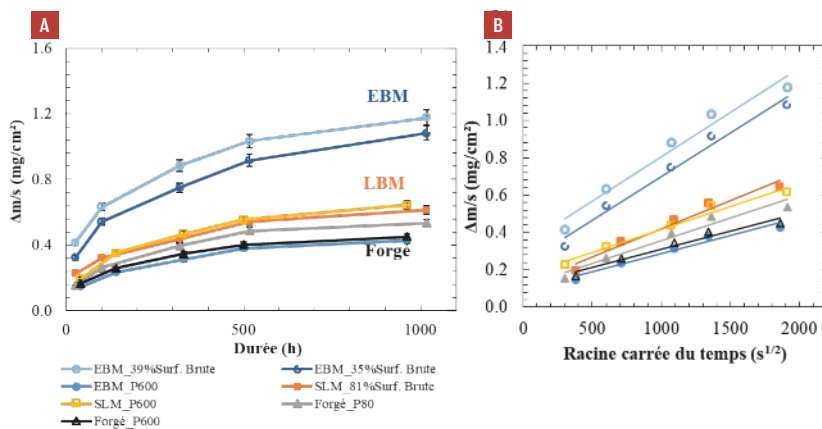 A
1.6
1.2
0.8
0.4
0.0
0
500
1000
Δm/s (mg/cm²)
Durée (h)
EBM
LBM
Forgé
EBM_39%Surf. Brute
EBM_35%Surf. Brute
EBM_P600
SLM_81%Surf. Brute
SLM_P600
Forgé_P80
Forgé_P600
B
1.4
1.2
1.0
0.8
0.6
0.4
0.2
0.0
0
500
1000
1500
2000
Δm/s (mg/cm²)
Racine carrée du temps (s1/2)